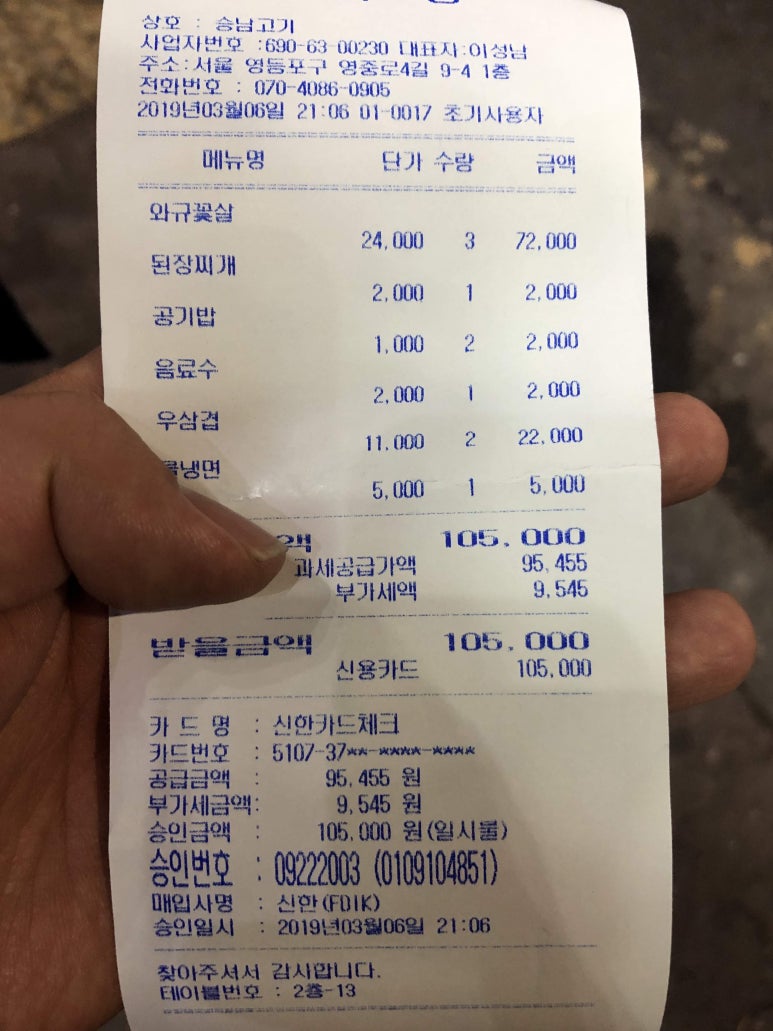 상호 : 승남고기
사업자번호 :690-63-00230 대표자:이성남
주소:서울 영등포구 영중로4길 9-4 1층
전화번호 : 070-4086-0905
2019년03월06일 21:06 01-0017 초기사용자
메뉴명 단가 수량 금액
와규꽃살
24,000 3 72,000
된장찌개
2,000 1 2,000
공기밥
1,000 2 2,000
음료수
2,000 1 2,000
우삼겹
11,000 2 22,000
물냉면
5,000 1 5,000
액 105,000
과세공급가액 95,455
부가세액 9,545
받을금액 105,000
신용카드 105,000
카 드 명 : 신한카드체크
카드번호 : 5107-37**-****-****
공급금액 : 95,455 원
부가세금액: 9,545 원
승인금액 : 105,000 원(일시불)
승인번호 : 09222003 (0109104851)
매입사명 : 신한(FDIK)
승인일시 : 2019년03월06일 21:06
찾아주셔서 감사합니다.
테이블번호 : 2층-13